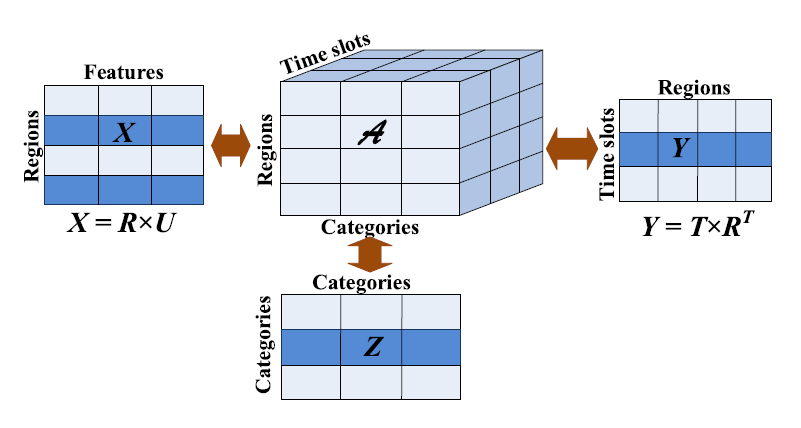 Time slots
Features
Regions
X
X = R×U
Regions
𝒜
Categories
Regions
Time slots
Y
Y = T×R^T
Categories
Categories
Z